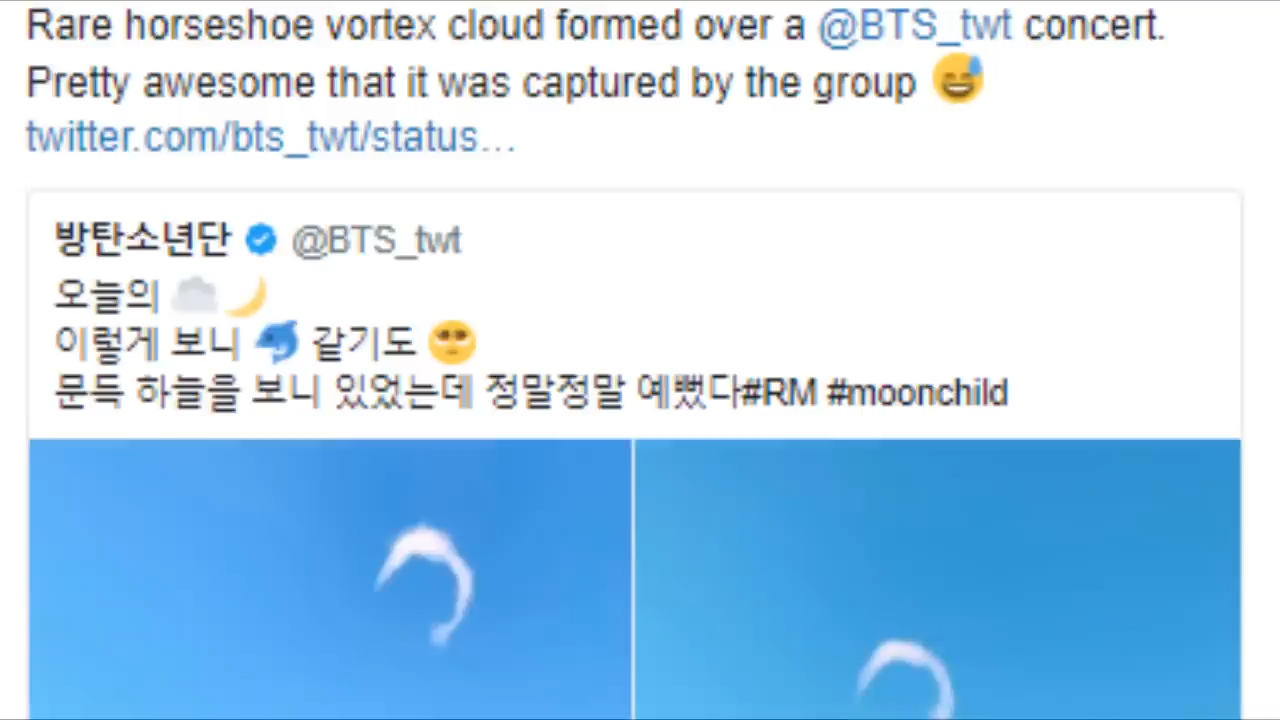 Rare horseshoe vortex cloud formed over a @BTS_twt concert.
Pretty awesome that it was captured by the group 😅
twitter.com/bts_twt/status…
방탄소년단 @BTS_twt
오늘의 ☁️🌙
이렇게 보니 🐬 같기도 🥺
문득 하늘을 보니 있었는데 정말정말 예뻤다#RM #moonchild